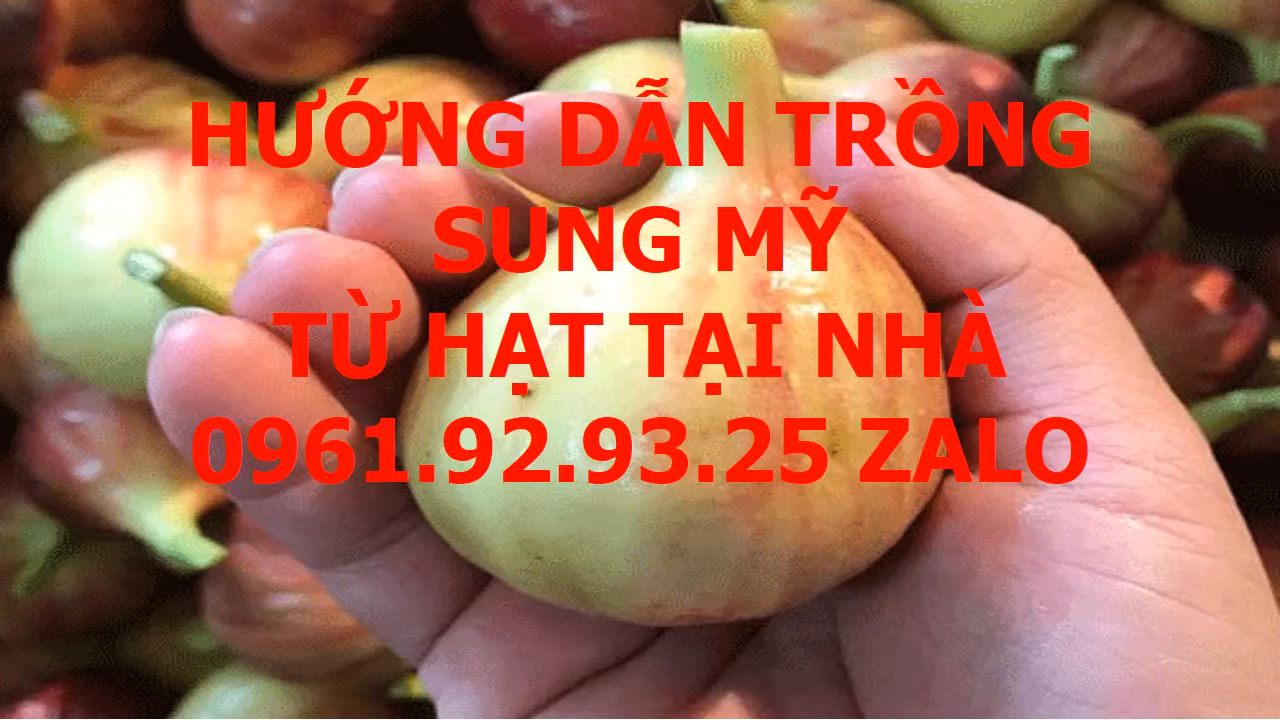 HƯỚNG DẪN TRỒNG
SUNG MỸ
TỪ HẠT TẠI NHÀ
0961.92.93.25 ZALO